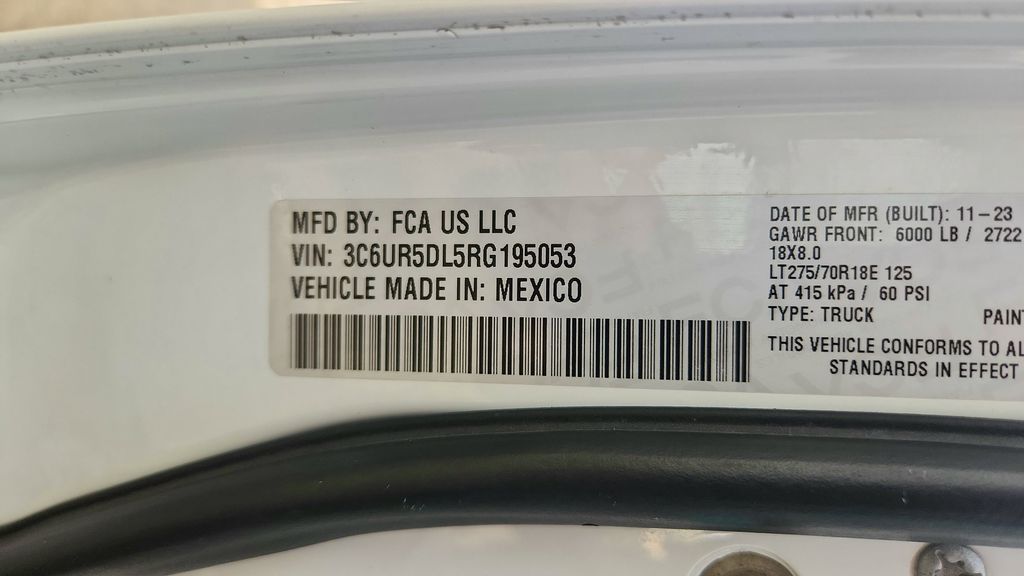 MFD BY: FCA US LLC
VIN: 3C6UR5DL5RG195053
VEHICLE MADE IN: MEXICO
DATE OF MFR (BUILT): 11-23
GAWR FRONT: 6000 LB / 2722
18X8.0
LT275/70R18E 125
AT 415 kPa / 60 PSI
TYPE: TRUCK PAINT
THIS VEHICLE CONFORMS TO AL
STANDARDS IN EFFECT